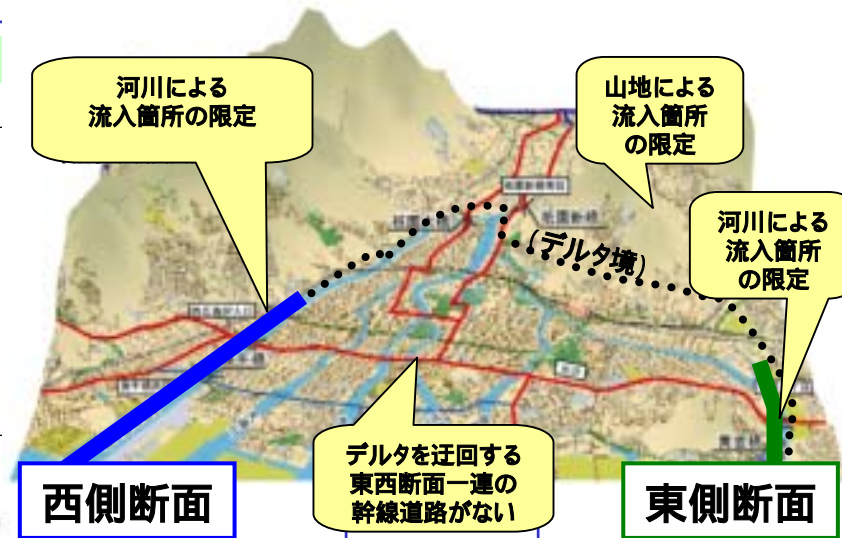 河川による
流入箇所の限定
山地による
流入箇所
の限定
河川による
流入箇所
の限定
(デルタ境)
デルタを迂回する
東西断面一連の
幹線道路がない
西側断面
東側断面